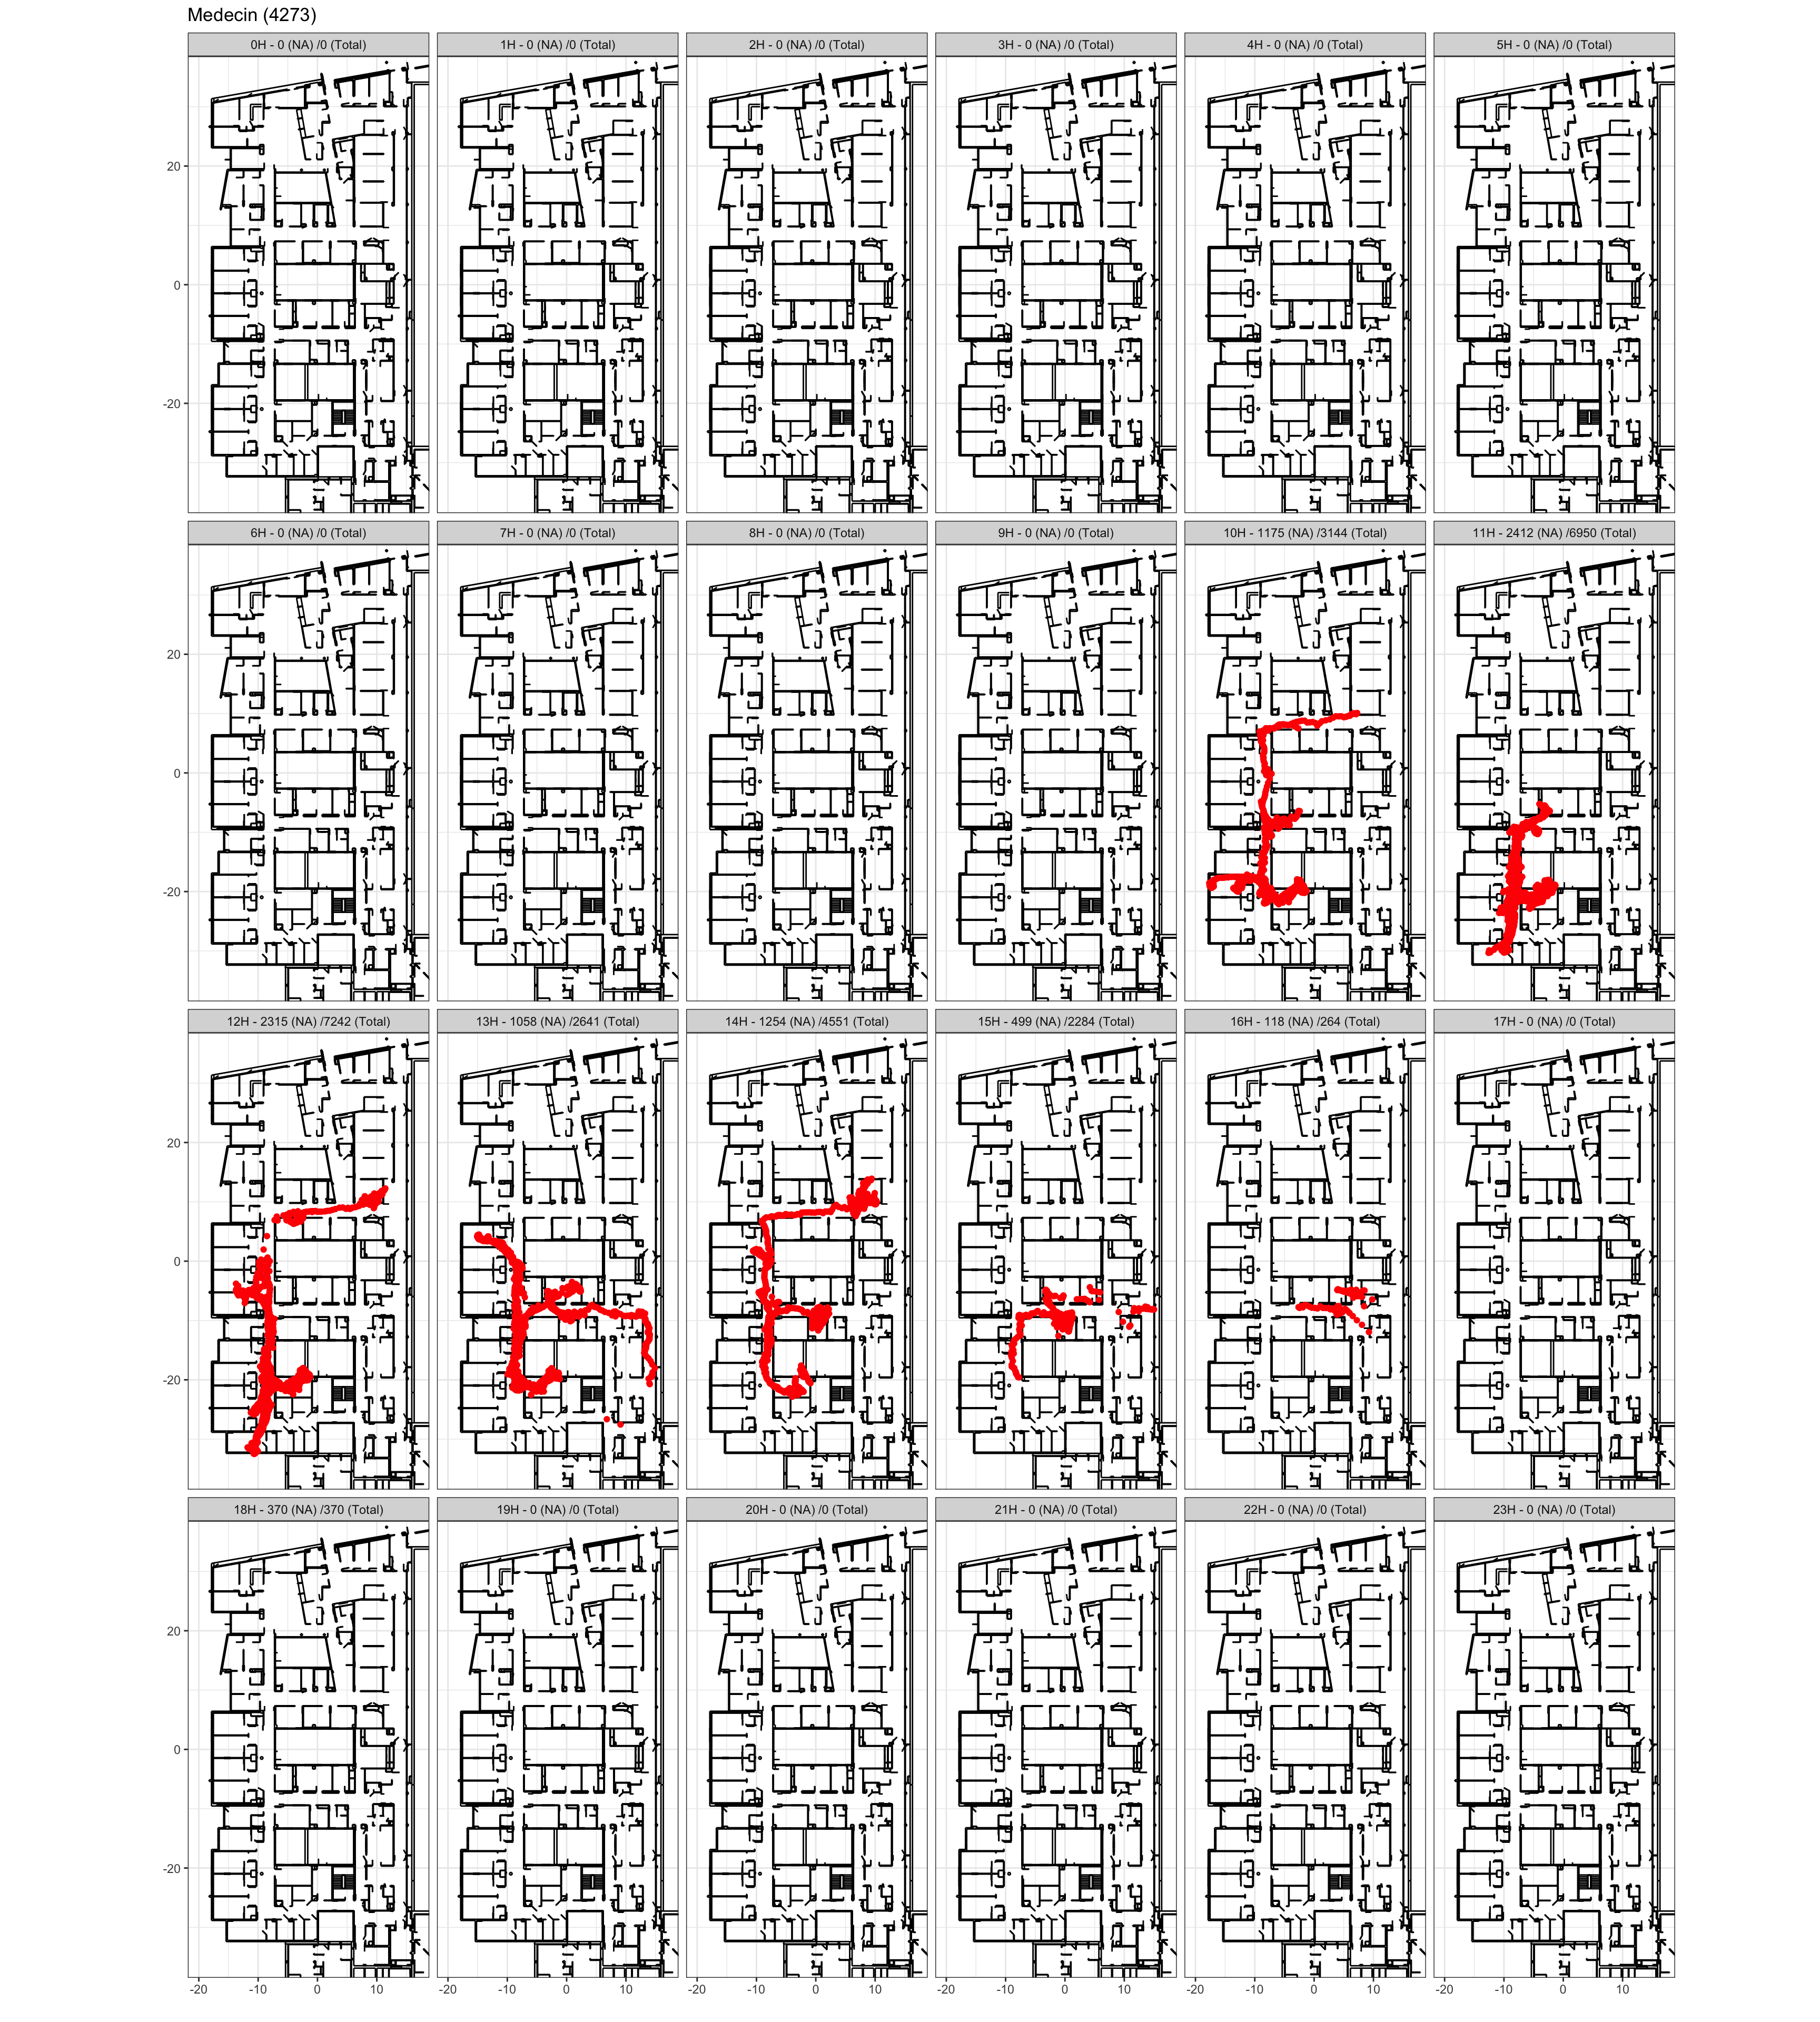 Medecin (4273)
0H - 0 (NA) /0 (Total) 1H - 0 (NA) /0 (Total) 2H - 0 (NA) /0 (Total) 3H - 0 (NA) /0 (Total) 4H - 0 (NA) /0 (Total) 5H - 0 (NA) /0 (Total)
20
0
-20
6H - 0 (NA) /0 (Total) 7H - 0 (NA) /0 (Total) 8H - 0 (NA) /0 (Total) 9H - 0 (NA) /0 (Total) 10H - 1175 (NA) /3144 (Total) 11H - 2412 (NA) /6950 (Total)
20
0
-20
12H - 2315 (NA) /7242 (Total) 13H - 1058 (NA) /2641 (Total) 14H - 1254 (NA) /4551 (Total) 15H - 499 (NA) /2284 (Total) 16H - 118 (NA) /264 (Total) 17H - 0 (NA) /0 (Total)
20
0
-20
18H - 370 (NA) /370 (Total) 19H - 0 (NA) /0 (Total) 20H - 0 (NA) /0 (Total) 21H - 0 (NA) /0 (Total) 22H - 0 (NA) /0 (Total) 23H - 0 (NA) /0 (Total)
20
0
-20
-20 -10 0 10 -20 -10 0 10 -20 -10 0 10 -20 -10 0 10 -20 -10 0 10 -20 -10 0 10